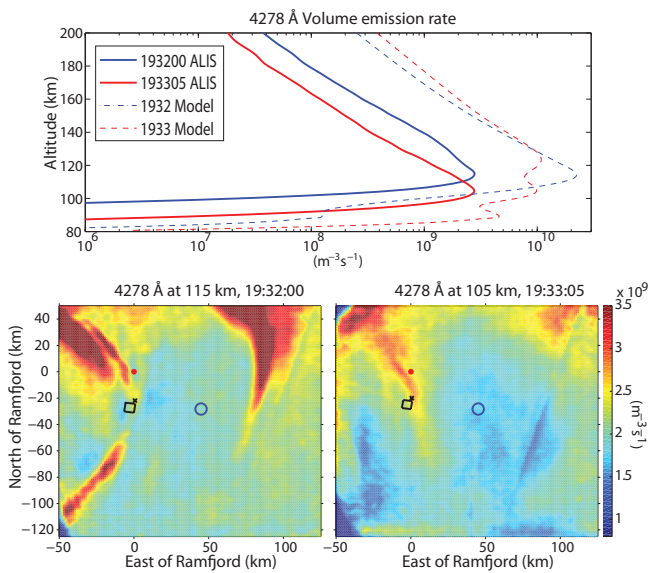 4278 Å Volume emission rate
200
180
160
140
120
100
80
Altitude (km)
193200 ALIS
193305 ALIS
1932 Model
1933 Model
10^6 10^7 10^8 10^9 10^10
(m⁻³s⁻¹)
4278 Å at 115 km, 19:32:00
4278 Å at 105 km, 19:33:05
x 10^9
North of Ramfjord (km)
40
20
0
−20
−40
−60
−80
−100
−120
−50 0 50 100
East of Ramfjord (km)
−50 0 50 100
East of Ramfjord (km)
3.5
3
2.5
2
1.5
1
(m⁻³s⁻¹)